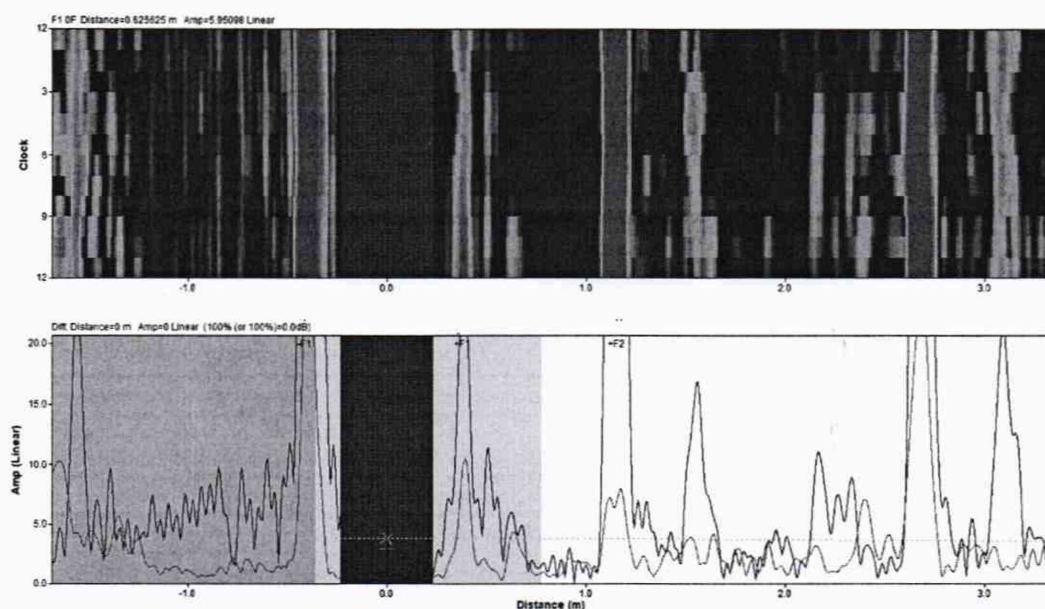 F1 0F Distance=0.625625 m Amp=5.95098 Linear
12
3
6
9
12
Clock
-1.0 0.0 1.0 2.0 3.0
Diff. Distance=0 m Amp=0 Linear (100% (or 100%)=0.0dB)
-F1 +F1 +F2
20.0
15.0
10.0
5.0
0.0
Amp (Linear)
-1.0 0.0 1.0 2.0 3.0
Distance (m)